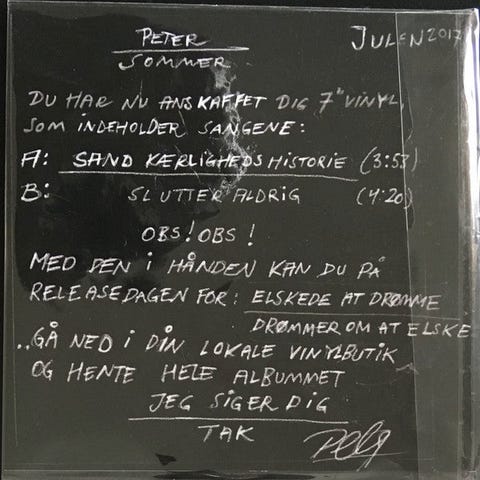 PETER JULEN 2017
SOMMER
DU HAR NU ANSKAFFET DIG 7" VINYL,
SOM INDEHOLDER SANGENE:
A: SAND KÆRLIGHEDSHISTORIE (3:53)
B: SLUTTER ALDRIG (4:20)
OBS! OBS!
MED DEN I HÅNDEN KAN DU PÅ
RELEASEDAGEN FOR: ELSKEDE AT DRØMME
DRØMMER OM AT ELSKE
..GÅ NED I DIN LOKALE VINYLBUTIK
OG HENTE HELE ALBUMMET
JEG SIGER DIG
TAK